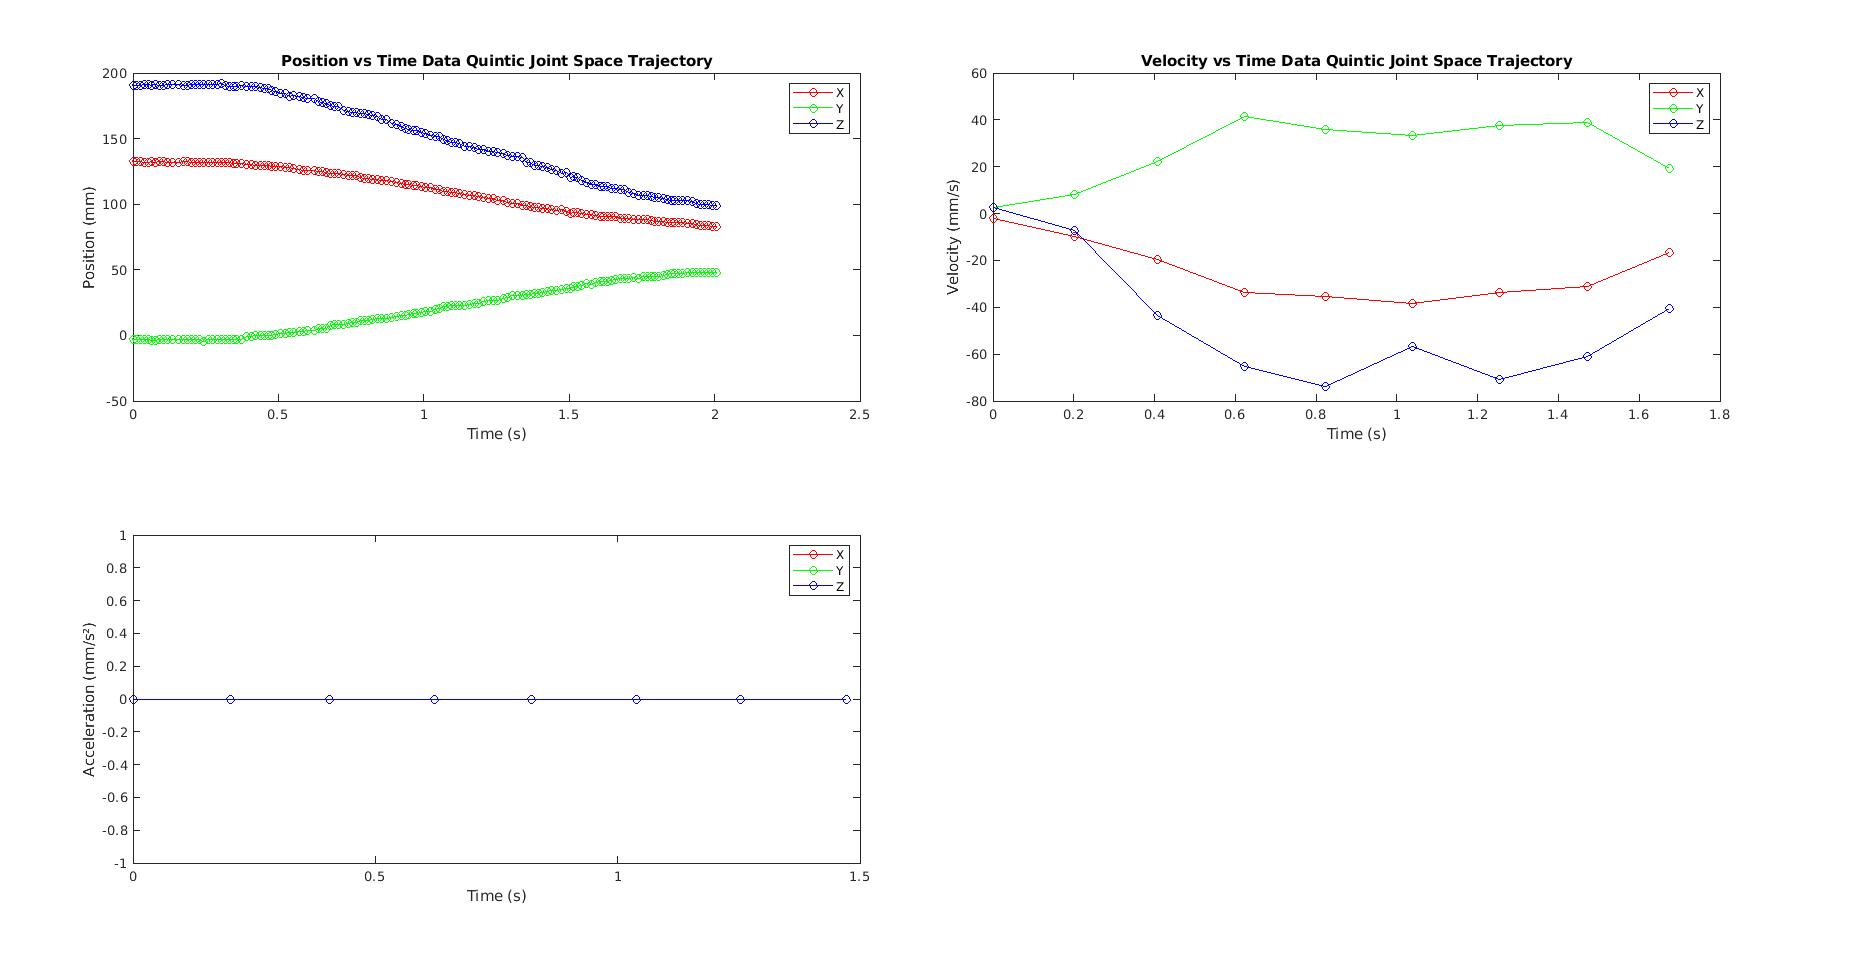 Position vs Time Data Quintic Joint Space Trajectory
200
150
100
50
0
-50
0 0.5 1 1.5 2 2.5
Time (s)
Position (mm)
X
Y
Z
Velocity vs Time Data Quintic Joint Space Trajectory
60
40
20
0
-20
-40
-60
-80
0 0.2 0.4 0.6 0.8 1 1.2 1.4 1.6 1.8
Time (s)
Velocity (mm/s)
X
Y
Z
1
0.8
0.6
0.4
0.2
0
-0.2
-0.4
-0.6
-0.8
-1
0 0.5 1 1.5
Time (s)
Acceleration (mm/s²)
X
Y
Z